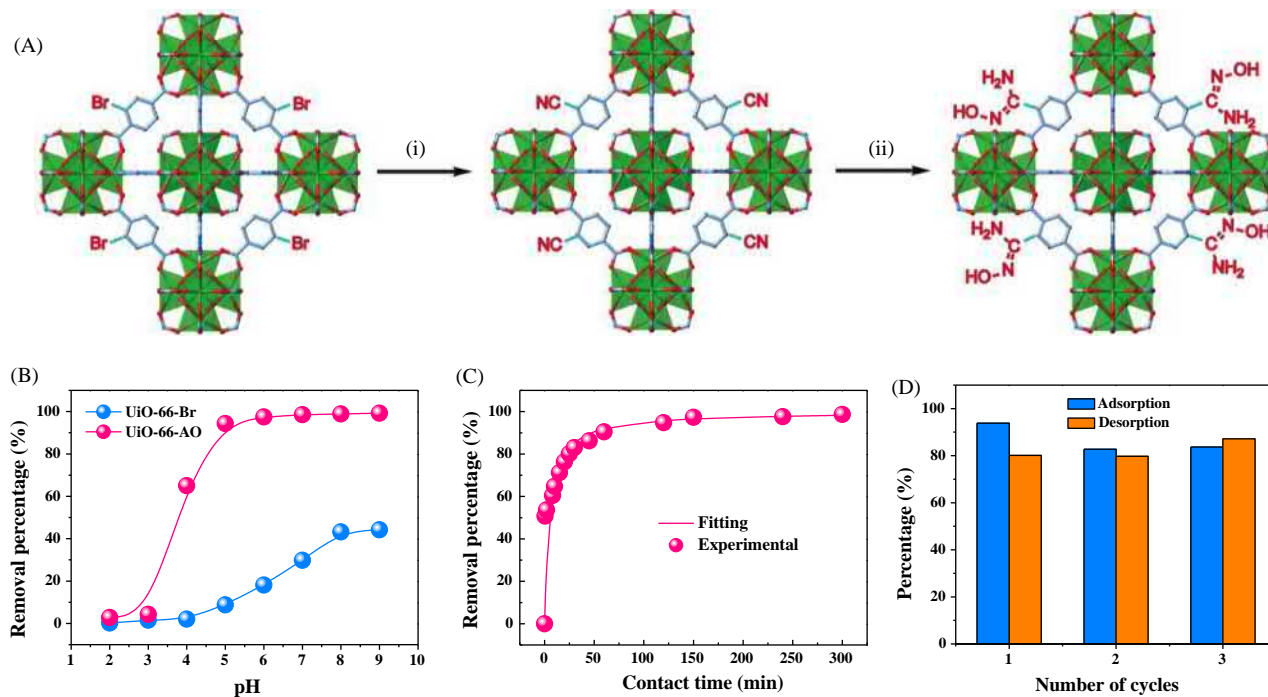 (A)
Br
Br
Br
Br
(i)
NC
CN
NC
CN
(ii)
H₂N
HO
N
C
N
OH
C
NH₂
H₂N
C
N
HO
C
N
OH
NH₂
(B)
UiO-66-Br
UiO-66-AO
Removal percentage (%)
100
80
60
40
20
0
1 2 3 4 5 6 7 8 9 10
pH
(C)
Fitting
Experimental
Removal percentage (%)
100
80
60
40
20
0
0 50 100 150 200 250 300
Contact time (min)
(D)
Adsorption
Desorption
Percentage (%)
100
80
60
40
20
0
1 2 3
Number of cycles